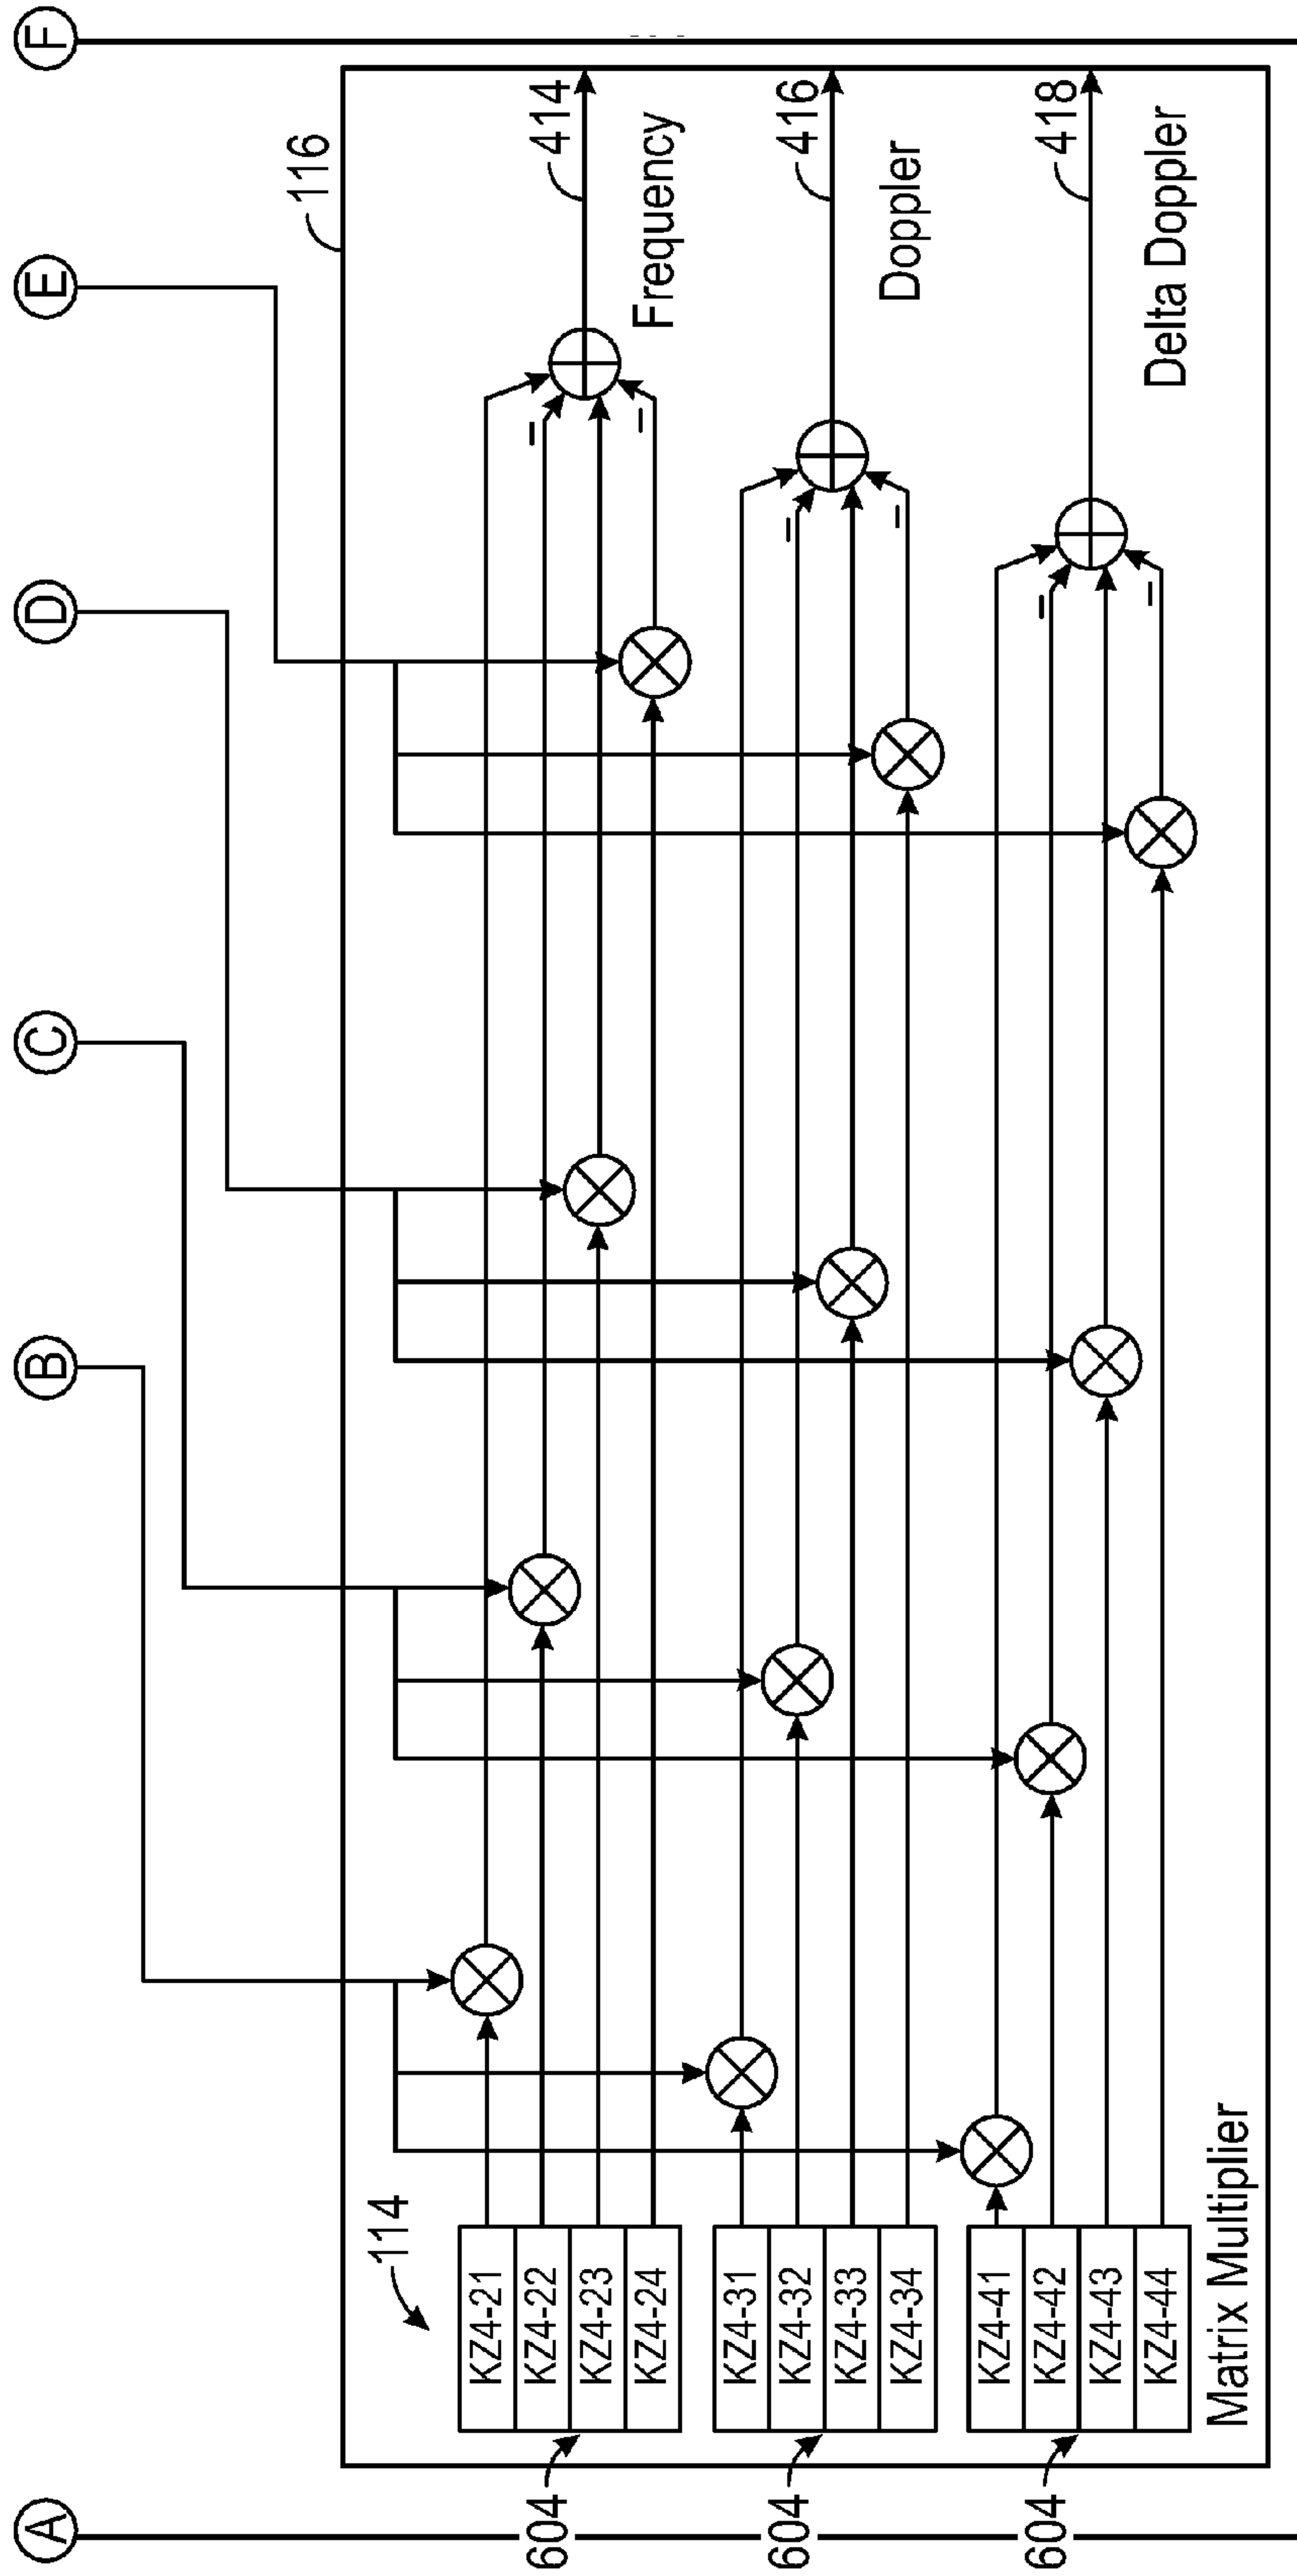 A
B
C
D
E
F
116
114
604
KZ4-21
KZ4-22
KZ4-23
KZ4-24
414
Frequency
604
KZ4-31
KZ4-32
KZ4-33
KZ4-34
416
Doppler
604
KZ4-41
KZ4-42
KZ4-43
KZ4-44
418
Delta Doppler
Matrix Multiplier